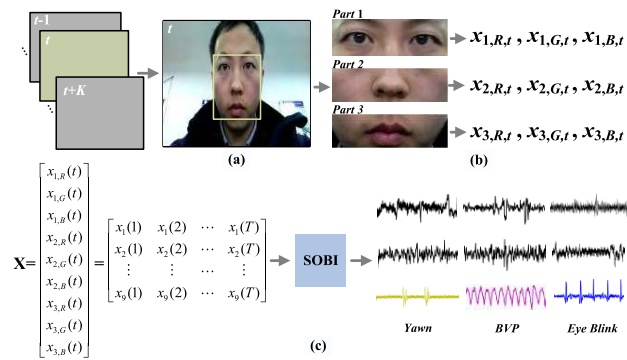 t-1
t
t+K
t
(a)
Part 1
x1,R,t , x1,G,t , x1,B,t
Part 2
x2,R,t , x2,G,t , x2,B,t
Part 3
x3,R,t , x3,G,t , x3,B,t
(b)
X=
x1,R(t)
x1,G(t)
x1,B(t)
x2,R(t)
x2,G(t)
x2,B(t)
x3,R(t)
x3,G(t)
x3,B(t)
=
x1(1) x1(2) ⋯ x1(T)
x2(1) x2(2) ⋯ x2(T)
⋮ ⋮ ⋯ ⋮
x9(1) x9(2) ⋯ x9(T)
SOBI
Yawn BVP Eye Blink
(c)